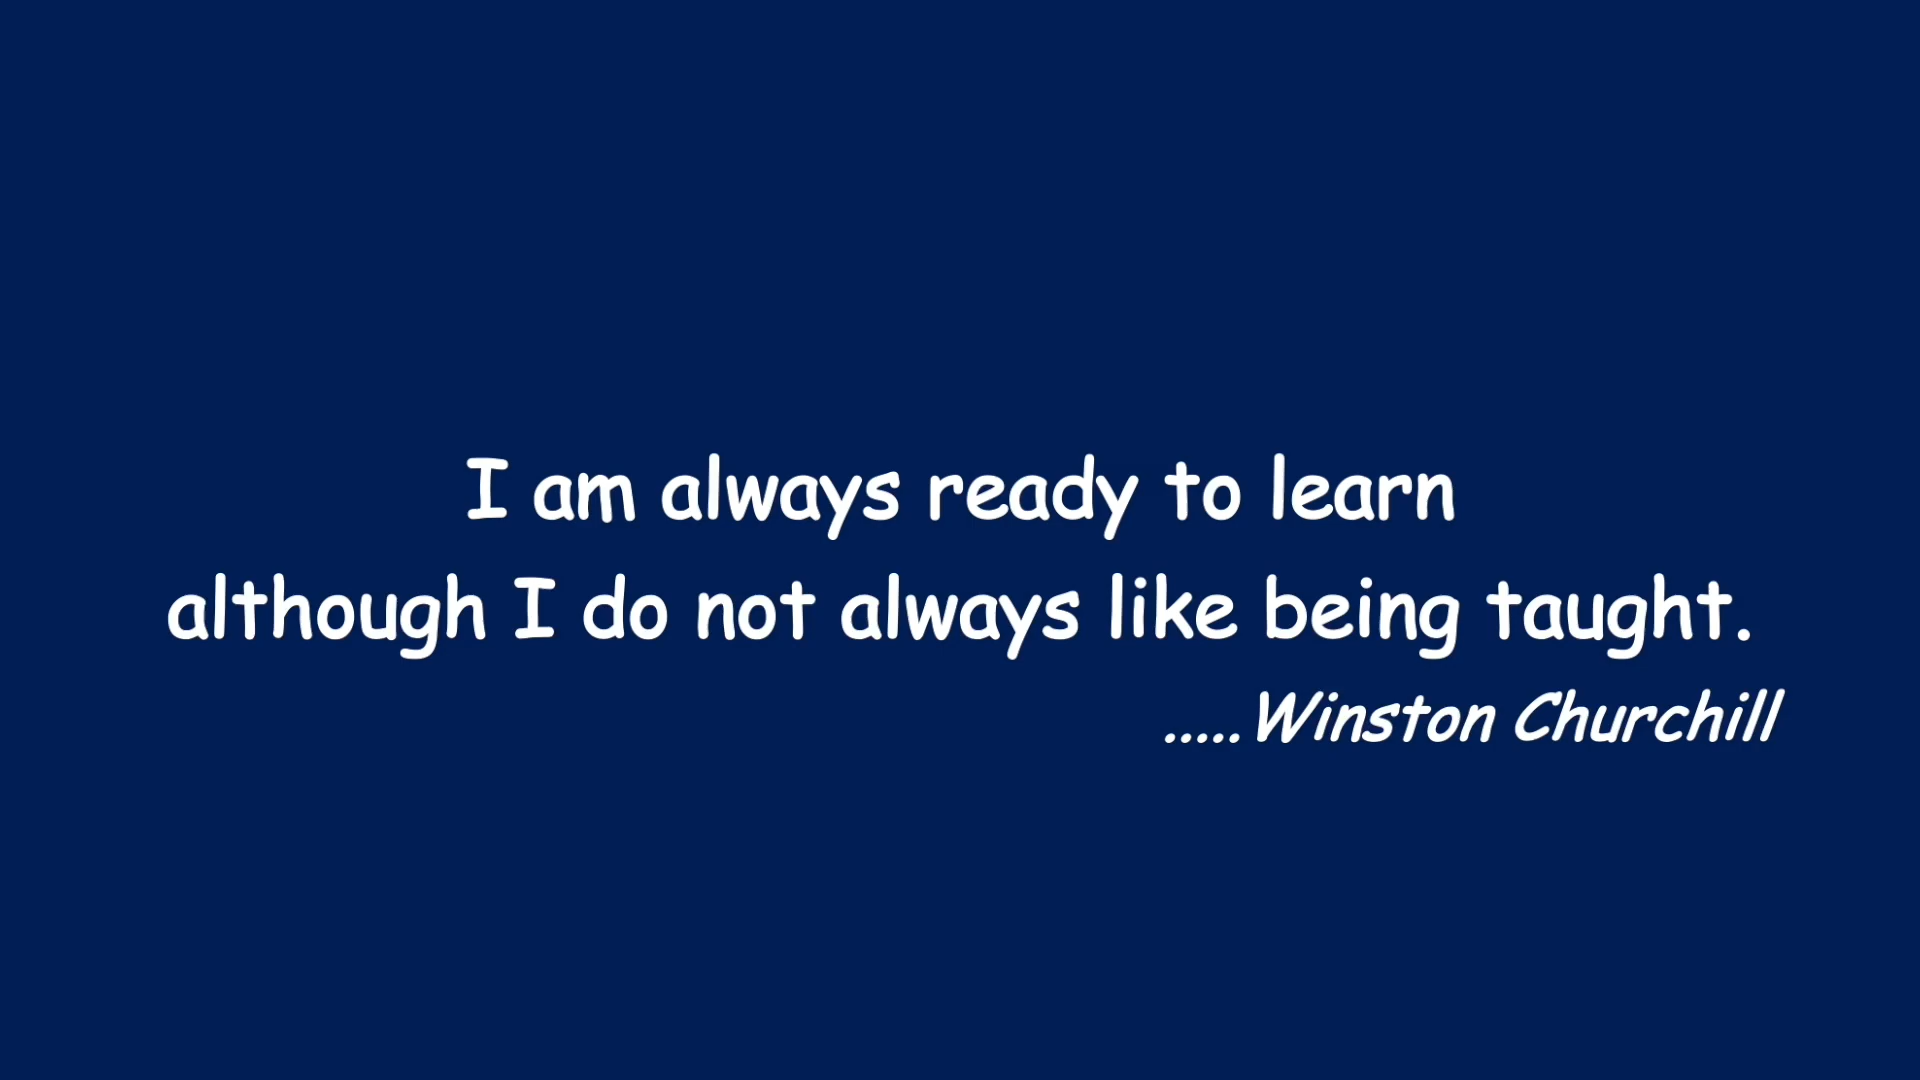 I am always ready to learn
although I do not always like being taught.
.....Winston Churchill